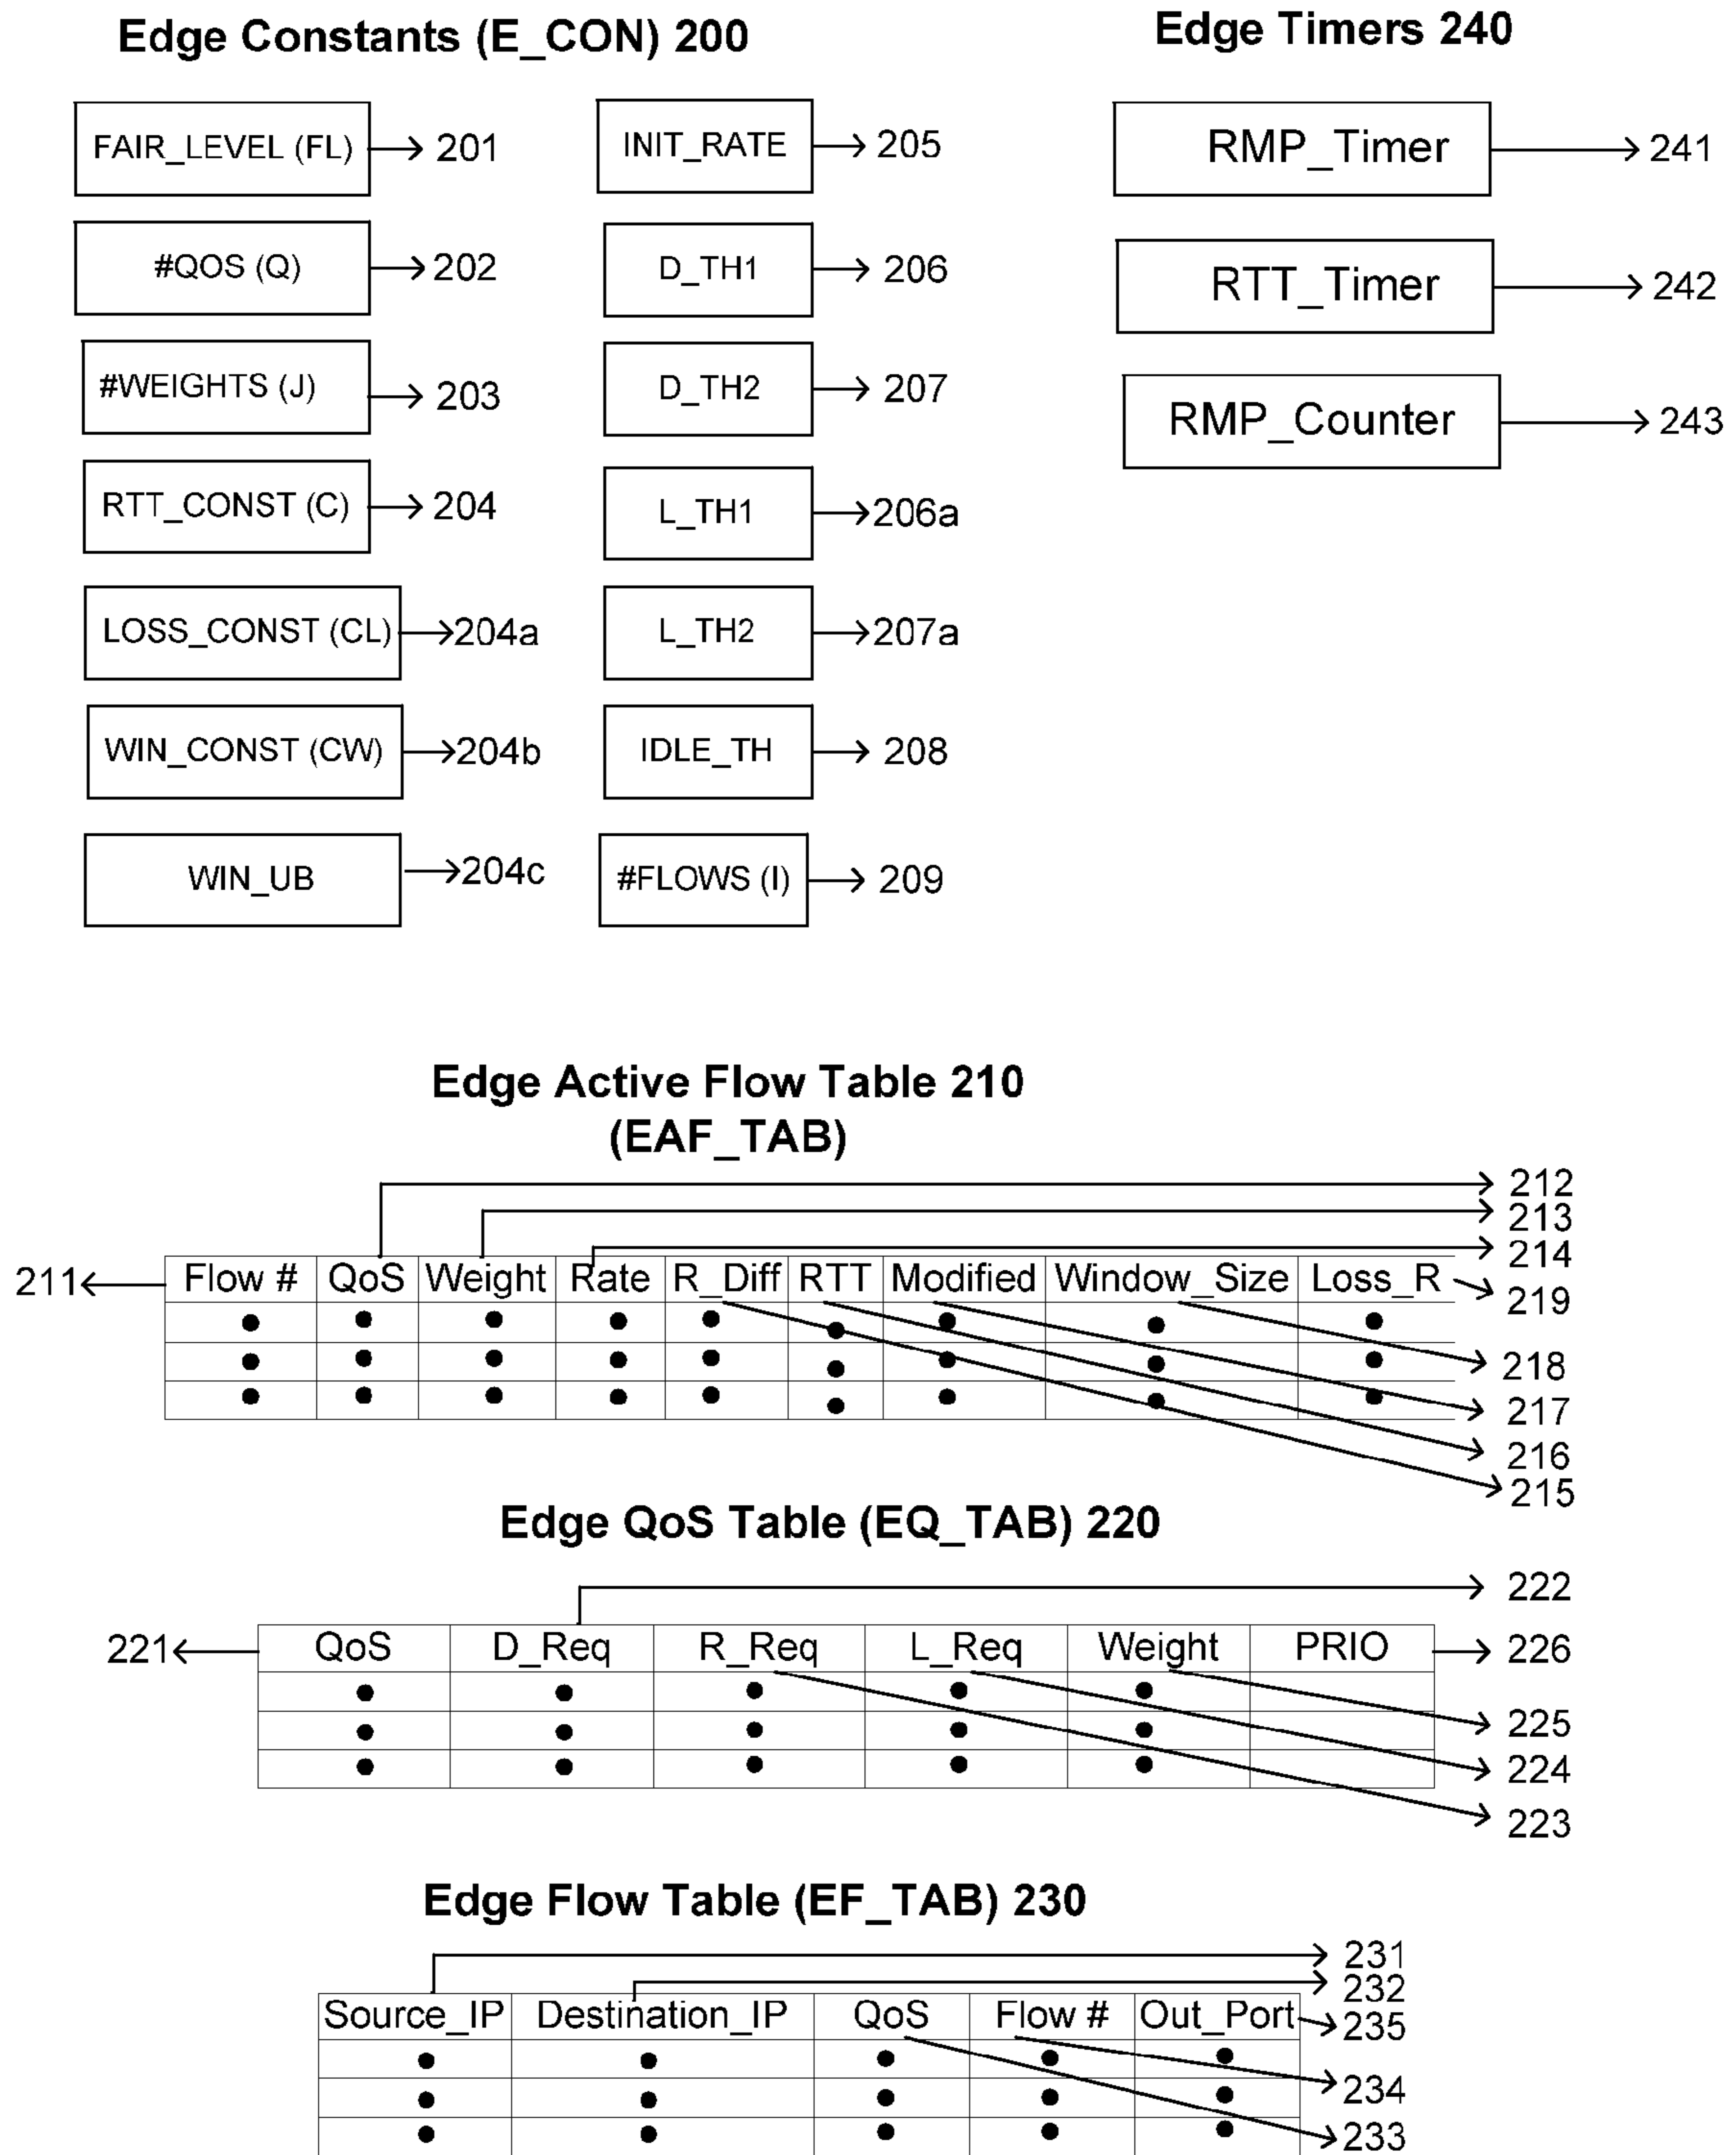 Edge Constants (E_CON) 200
FAIR_LEVEL (FL) 201
#QOS (Q) 202
#WEIGHTS (J) 203
RTT_CONST (C) 204
LOSS_CONST (CL) 204a
WIN_CONST (CW) 204b
WIN_UB 204c
INIT_RATE 205
D_TH1 206
D_TH2 207
L_TH1 206a
L_TH2 207a
IDLE_TH 208
#FLOWS (I) 209
Edge Timers 240
RMP_Timer 241
RTT_Timer 242
RMP_Counter 243
Edge Active Flow Table 210
(EAF_TAB)
212
213
214
211 Flow # QoS Weight Rate R_Diff RTT Modified Window_Size Loss_R
219
218
217
216
215
Edge QoS Table (EQ_TAB) 220
222
221 QoS D_Req R_Req L_Req Weight PRIO 226
225
224
223
Edge Flow Table (EF_TAB) 230
231
232
Source_IP Destination_IP QoS Flow # Out_Port 235
234
233